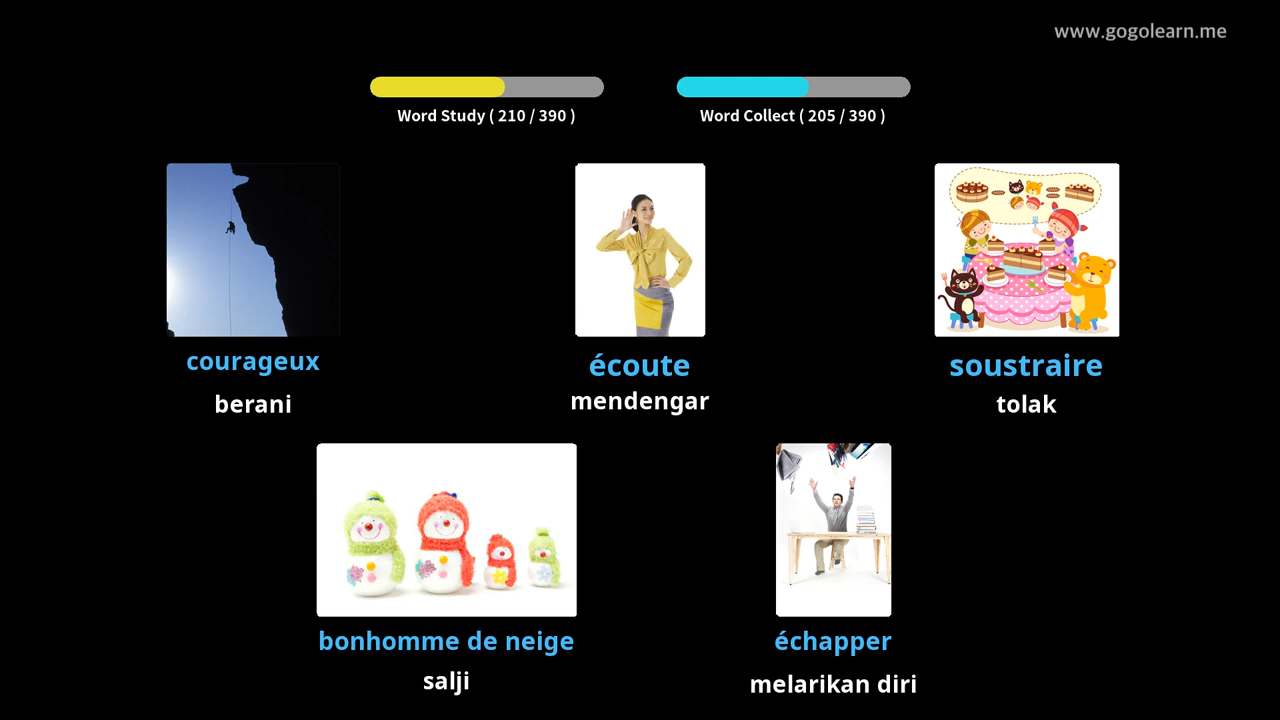 www.gogolearn.me
Word Study ( 210 / 390 )
Word Collect ( 205 / 390 )
courageux
berani
écoute
mendengar
soustraire
tolak
bonhomme de neige
salji
échapper
melarikan diri